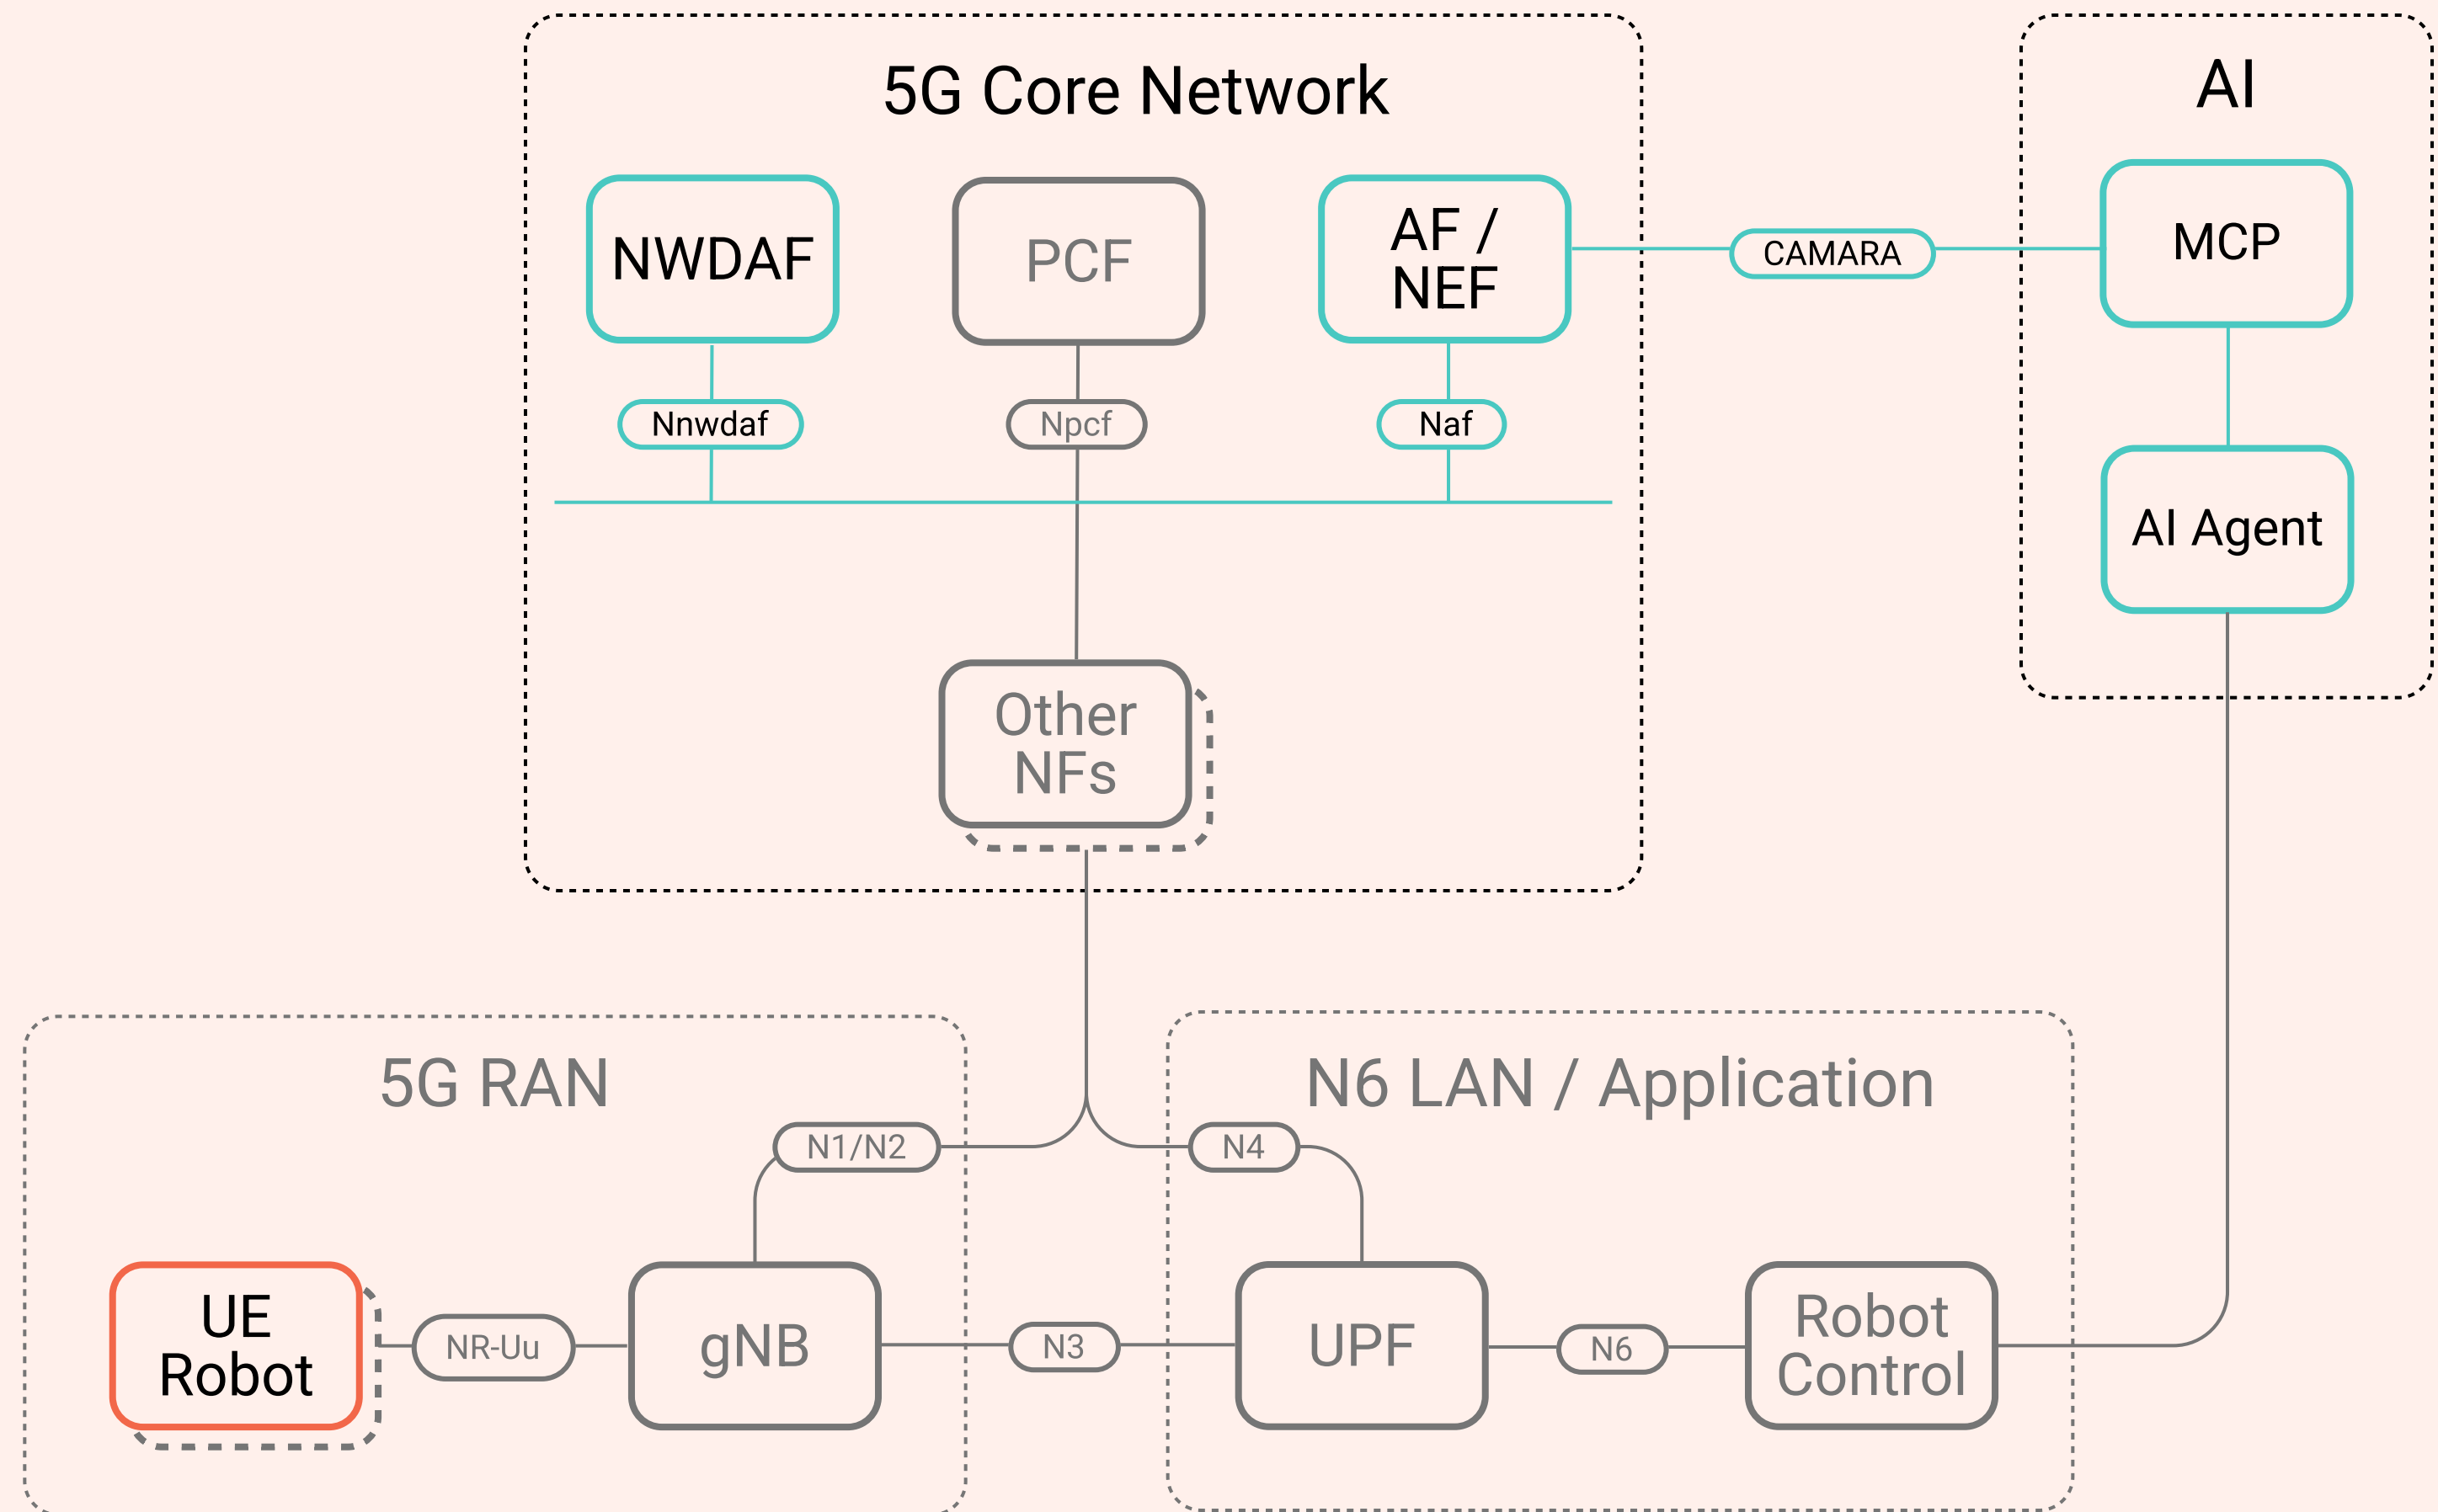 5G Core Network
AI
NWDAF
PCF
AF /
NEF
CAMARA
MCP
Nnwdaf
Npcf
Naf
AI Agent
Other
NFs
5G RAN
N6 LAN / Application
N1/N2
N4
UE
Robot
NR-Uu
gNB
N3
UPF
N6
Robot
Control